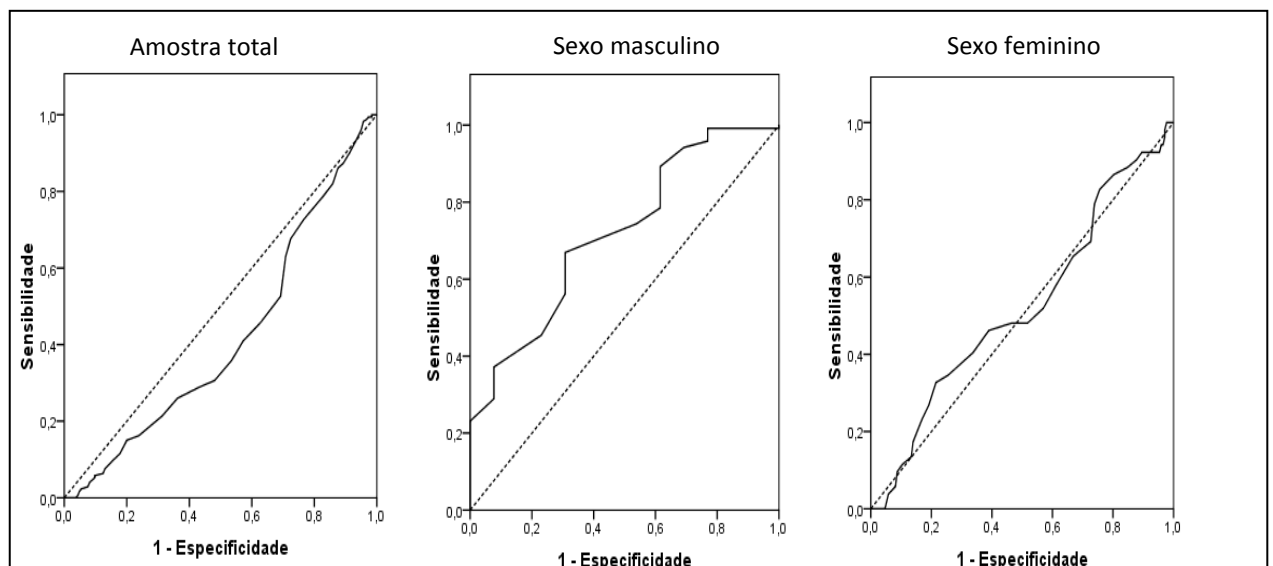 Amostra total
Sexo masculino
Sexo feminino
Sensibilidade
1,0
0,8
0,6
0,4
0,2
0,0
0,0 0,2 0,4 0,6 0,8 1,0
1 - Especificidade
Sensibilidade
1,0
0,8
0,6
0,4
0,2
0,0
0,0 0,2 0,4 0,6 0,8 1,0
1 - Especificidade
Sensibilidade
1,0
0,8
0,6
0,4
0,2
0,0
0,0 0,2 0,4 0,6 0,8 1,0
1 - Especificidade